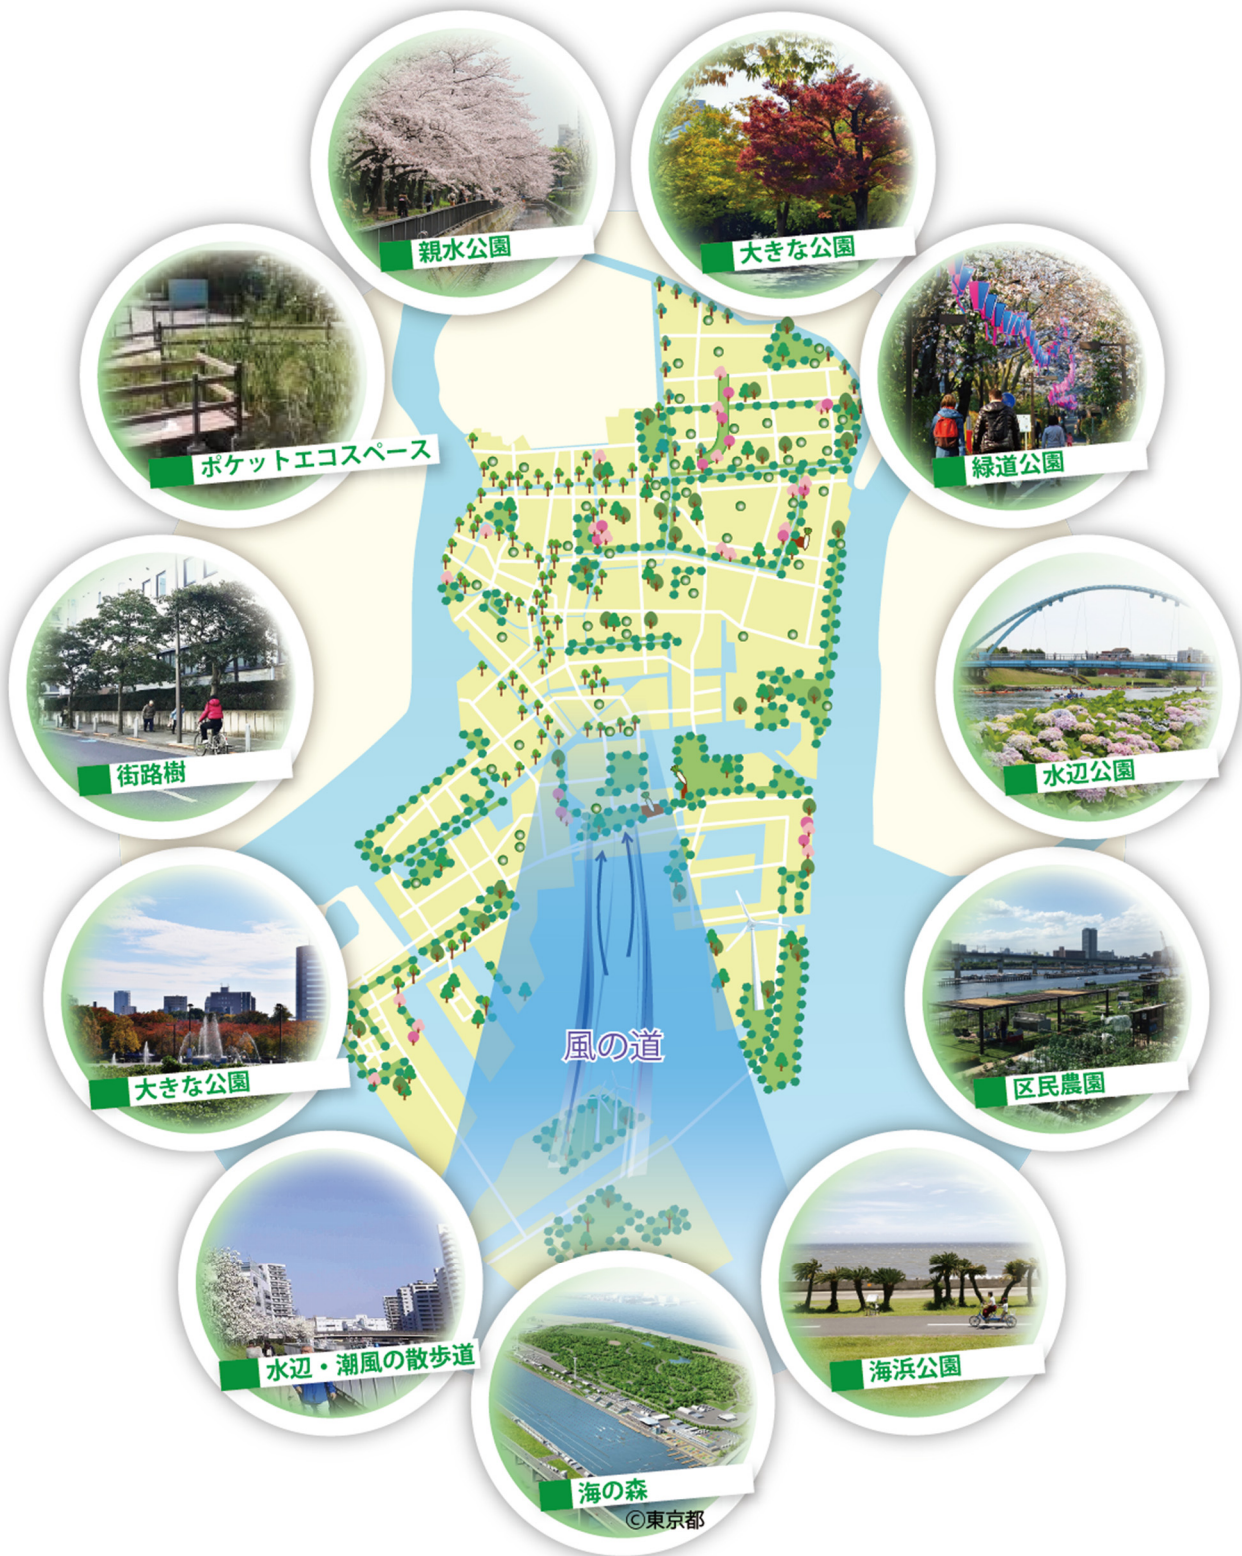 親水公園
大きな公園
ポケットエコスペース
緑道公園
街路樹
水辺公園
大きな公園
区民農園
風の道
水辺・潮風の散歩道
海浜公園
海の森
©東京都